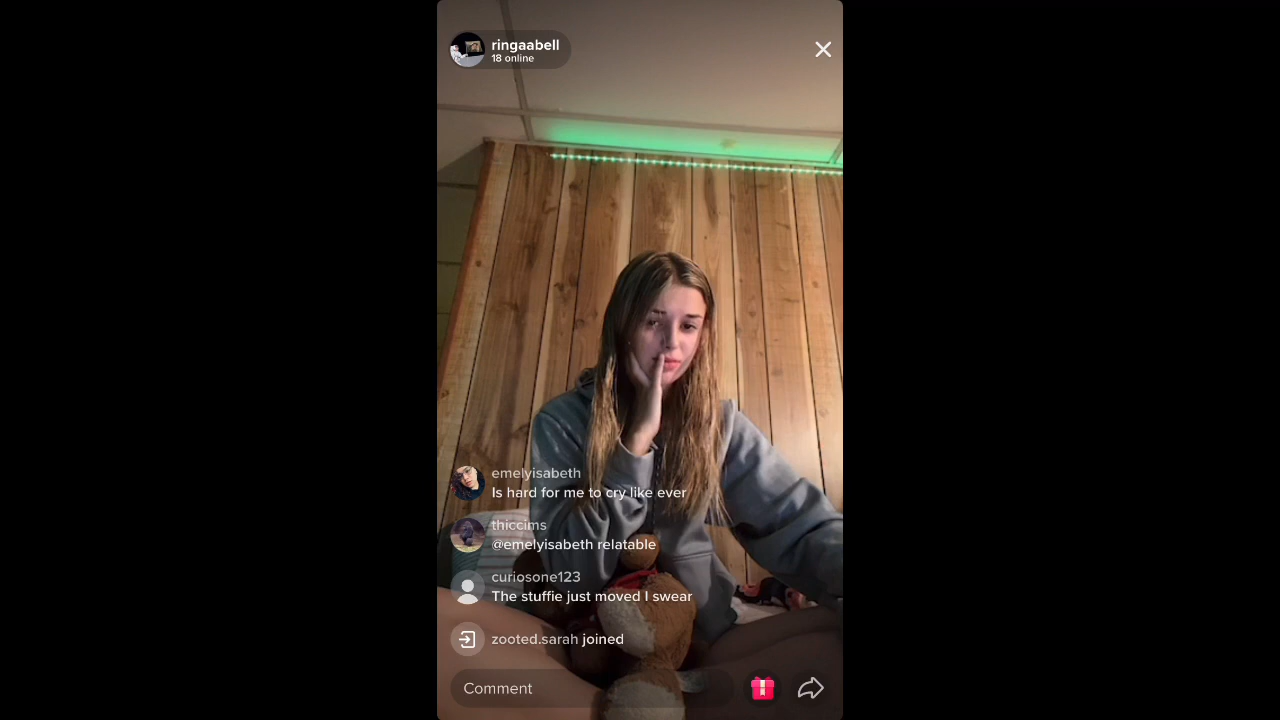 ringaabell
18 online
emelyisabeth
Is hard for me to cry like ever
thiccims
@emelyisabeth relatable
curiosone123
The stuffie just moved I swear
zooted.sarah joined
Comment